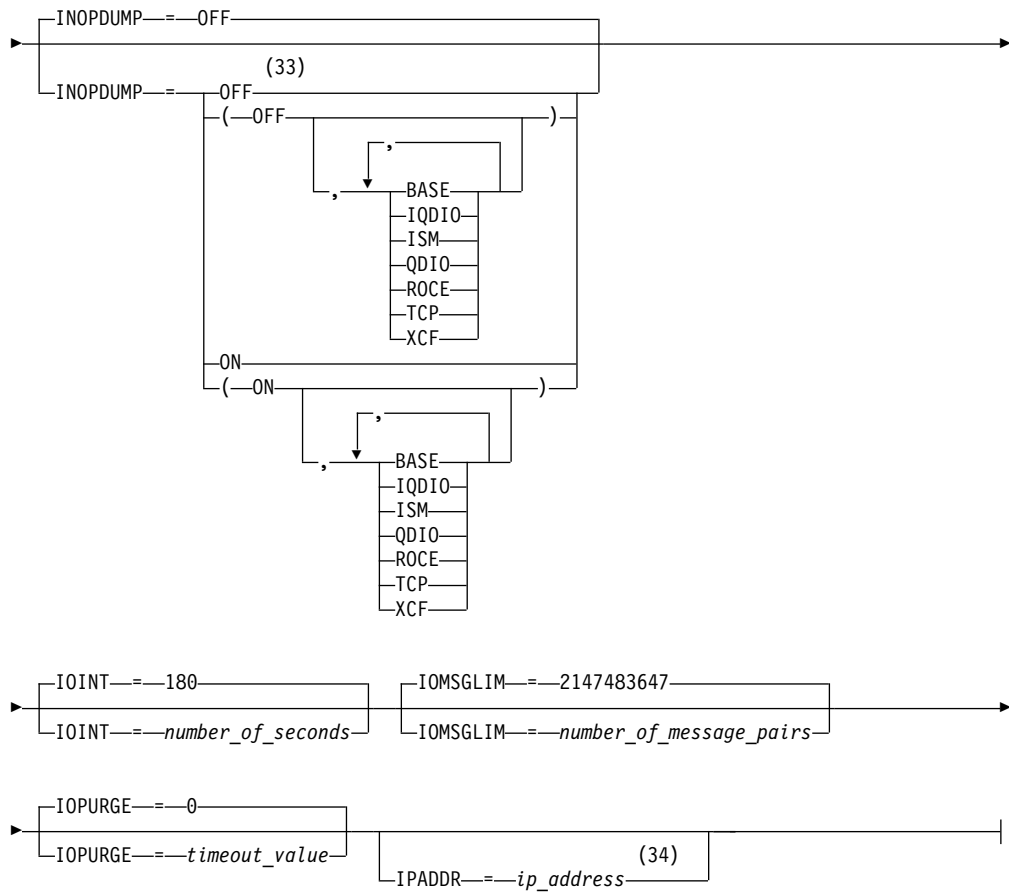 INOPDUMP = OFF
(33)
INOPDUMP = OFF
( OFF )
,
, BASE
IQDIO
ISM
QDIO
ROCE
TCP
XCF
ON
( ON )
,
, BASE
IQDIO
ISM
QDIO
ROCE
TCP
XCF
IOINT = 180 IOMSGLIM = 2147483647
IOINT = number_of_seconds IOMSGLIM = number_of_message_pairs
IOPURGE = 0
(34)
IOPURGE = timeout_value
IPADDR = ip_address